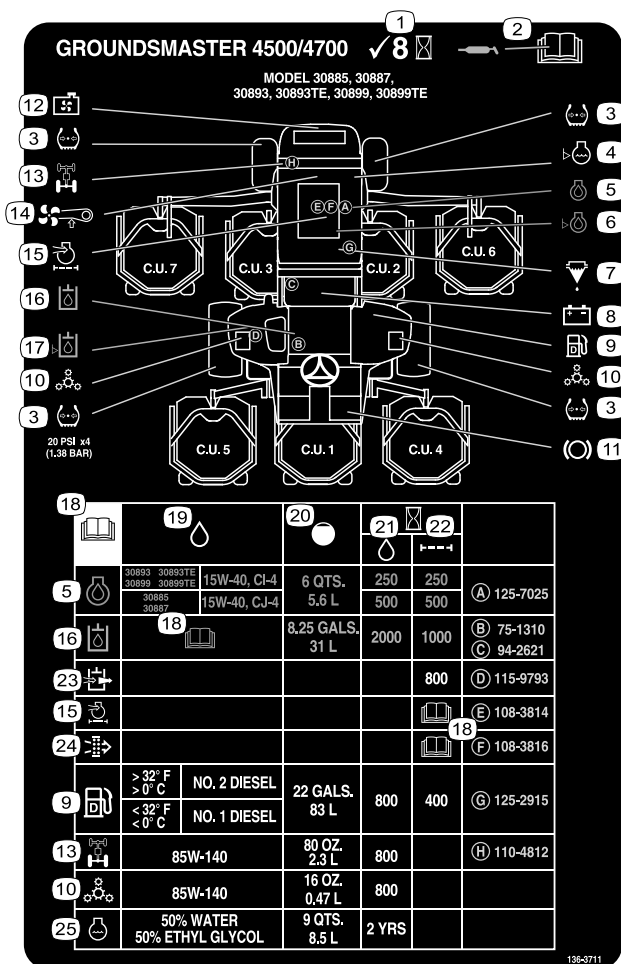 1
2
GROUNDSMASTER 4500/4700 ✓8
MODEL 30885, 30887,
30893, 30893TE, 30899, 30899TE
12
3
3
H
4
13
5
E F A
14
6
G
15
C.U. 7
C.U. 3
C.U. 2
C.U. 6
7
16
C
8
17
D
B
9
10
10
3
3
20 PSI x4
(1.38 BAR)
C.U. 5
C.U. 1
C.U. 4
11
18
19
20
21
22
5
30893 30893TE
30899 30899TE
15W-40, CI-4
6 QTS.
5.6 L
250
250
A 125-7025
30885
30887
15W-40, CJ-4
500
500
16
18
8.25 GALS.
31 L
2000
1000
B 75-1310
C 94-2621
23
800
D 115-9793
15
E 108-3814
18
24
F 108-3816
9
D
> 32° F
> 0° C
NO. 2 DIESEL
22 GALS.
83 L
800
400
G 125-2915
< 32° F
< 0° C
NO. 1 DIESEL
13
85W-140
80 OZ.
2.3 L
800
H 110-4812
10
85W-140
16 OZ.
0.47 L
800
25
50% WATER
50% ETHYL GLYCOL
9 QTS.
8.5 L
2 YRS
136-3711